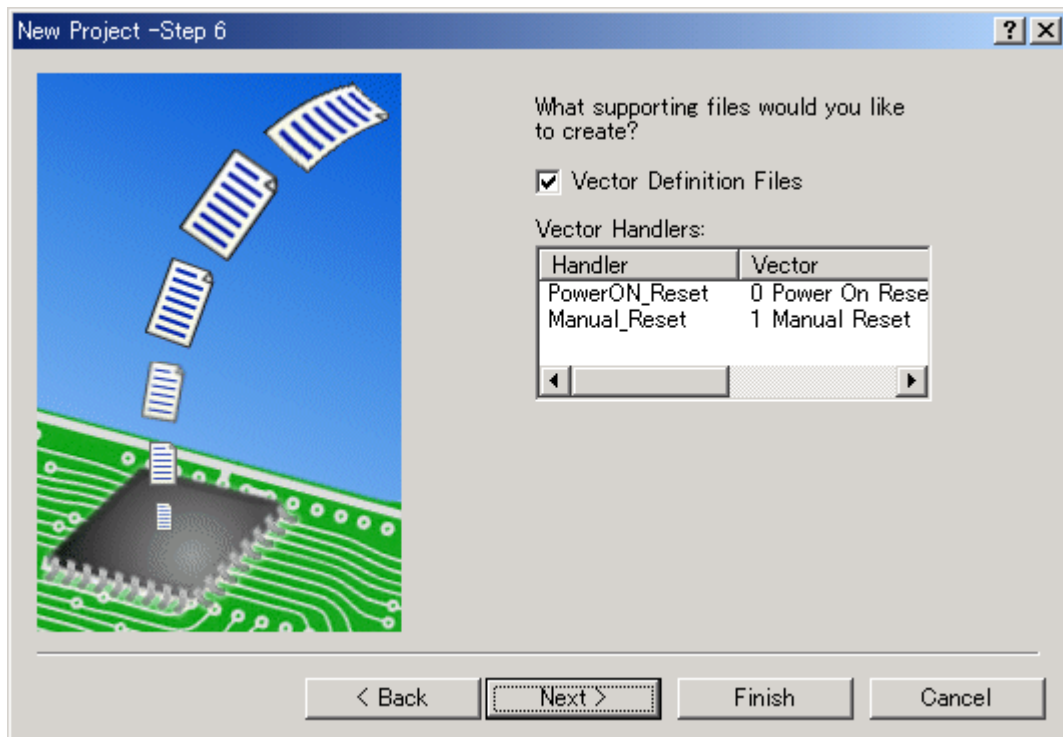 New Project -Step 6
What supporting files would you like
to create?
Vector Definition Files
Vector Handlers:
Handler Vector
PowerON_Reset 0 Power On Rese
Manual_Reset 1 Manual Reset
< Back Next > Finish Cancel